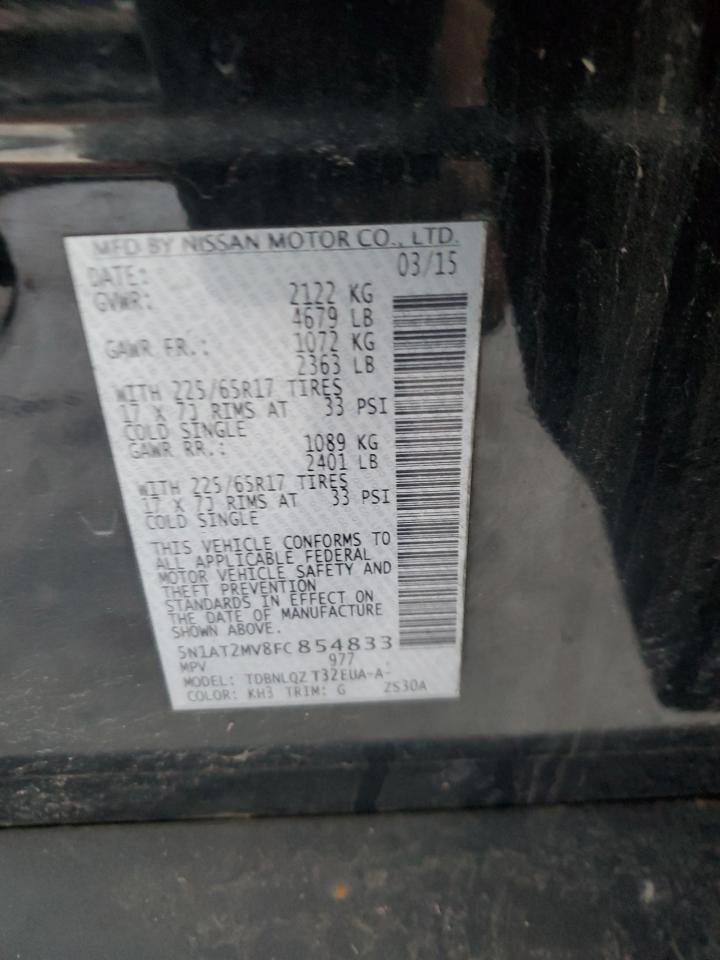 MFD BY NISSAN MOTOR CO., LTD.
DATE: 03/15
GVWR: 2122 KG
4679 LB
GAWR FR.: 1072 KG
2363 LB
WITH 225/65R17 TIRES
17 X 7J RIMS AT 33 PSI
COLD SINGLE
GAWR RR.: 1089 KG
2401 LB
WITH 225/65R17 TIRES
17 X 7J RIMS AT 33 PSI
COLD SINGLE
THIS VEHICLE CONFORMS TO
ALL APPLICABLE FEDERAL
MOTOR VEHICLE SAFETY AND
THEFT PREVENTION
STANDARDS IN EFFECT ON
THE DATE OF MANUFACTURE
SHOWN ABOVE.
5N1AT2MV8FC854833
MPV 977
MODEL: TDBNLQZ T32EUA-A-
COLOR: KH3 TRIM: G ZS30A